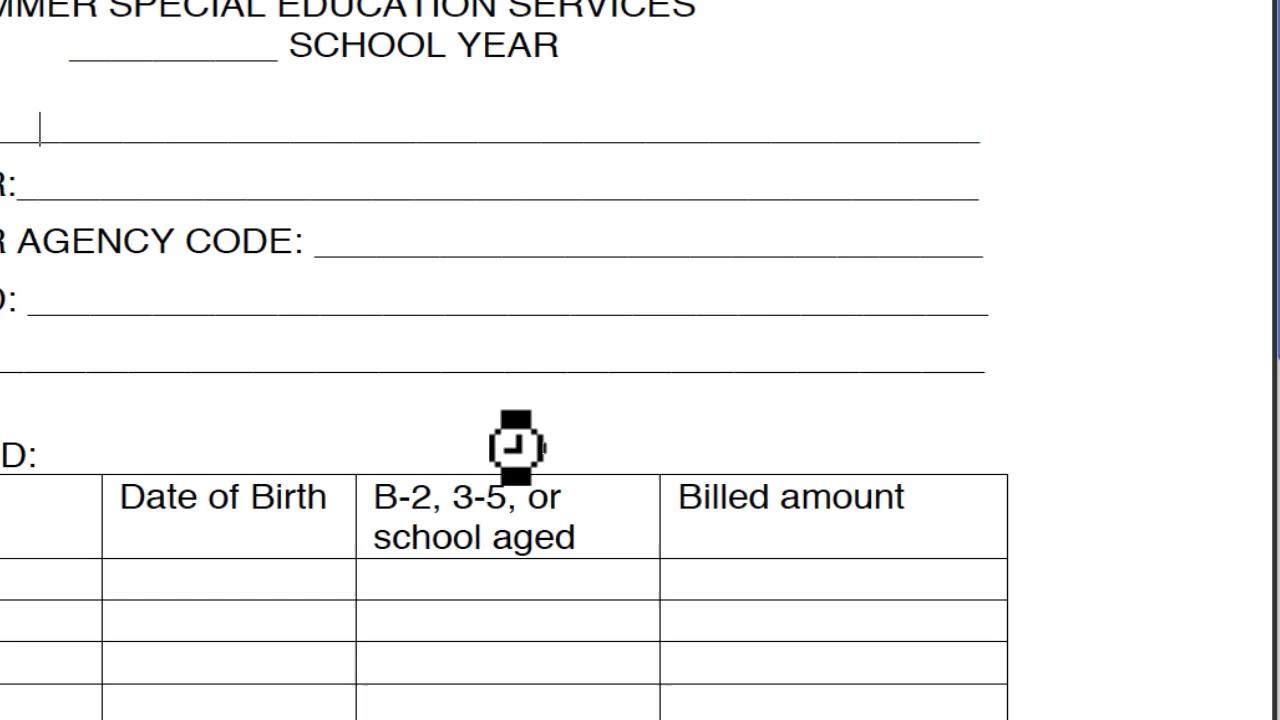 MMER SPECIAL EDUCATION SERVICES
__________ SCHOOL YEAR
R:
R AGENCY CODE:
D:
D:
Date of Birth
B-2, 3-5, or
school aged
Billed amount